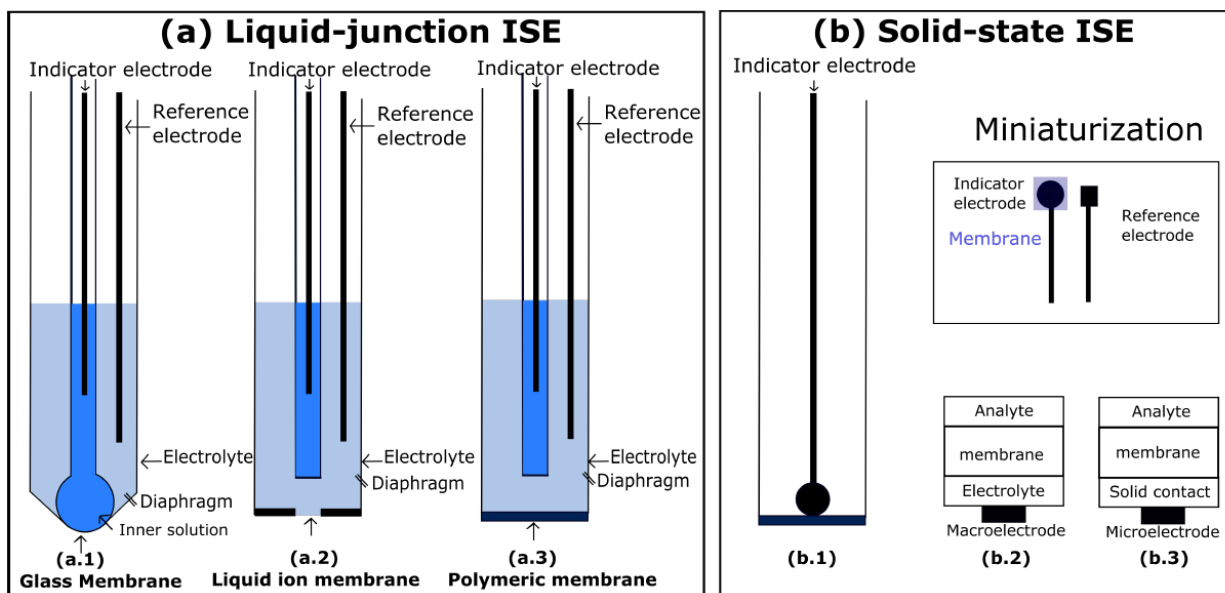 (a) Liquid-junction ISE
Indicator electrode
Indicator electrode
Indicator electrode
Reference
electrode
Reference
electrode
Reference
electrode
Electrolyte
Diaphragm
Inner solution
Electrolyte
Diaphragm
Electrolyte
Diaphragm
(a.1)
Glass Membrane
(a.2)
Liquid ion membrane
(a.3)
Polymeric membrane
(b) Solid-state ISE
Indicator electrode
(b.1)
Miniaturization
Indicator
electrode
Membrane
Reference
electrode
Analyte
membrane
Electrolyte
Macroelectrode
(b.2)
Analyte
membrane
Solid contact
Microelectrode
(b.3)